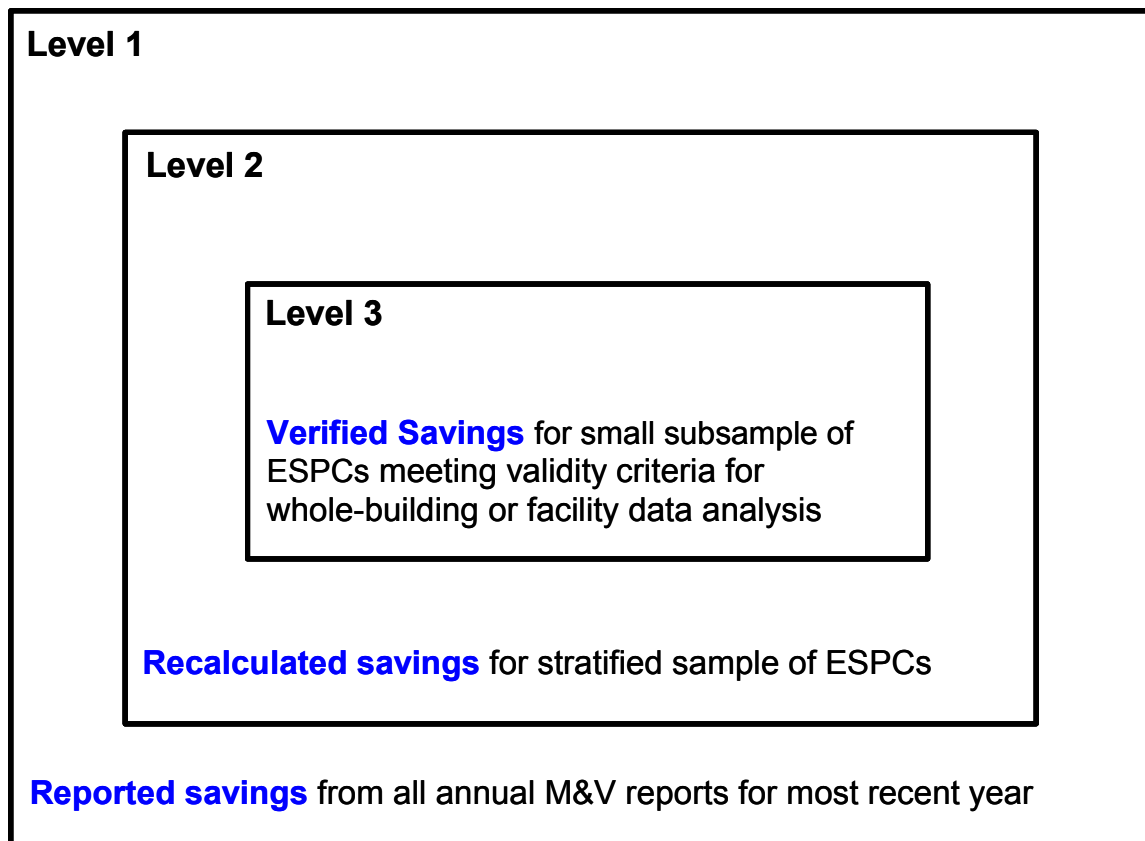 Level 1
Level 2
Level 3
Verified Savings for small subsample of
ESPCs meeting validity criteria for
whole-building or facility data analysis
Recalculated savings for stratified sample of ESPCs
Reported savings from all annual M&V reports for most recent year